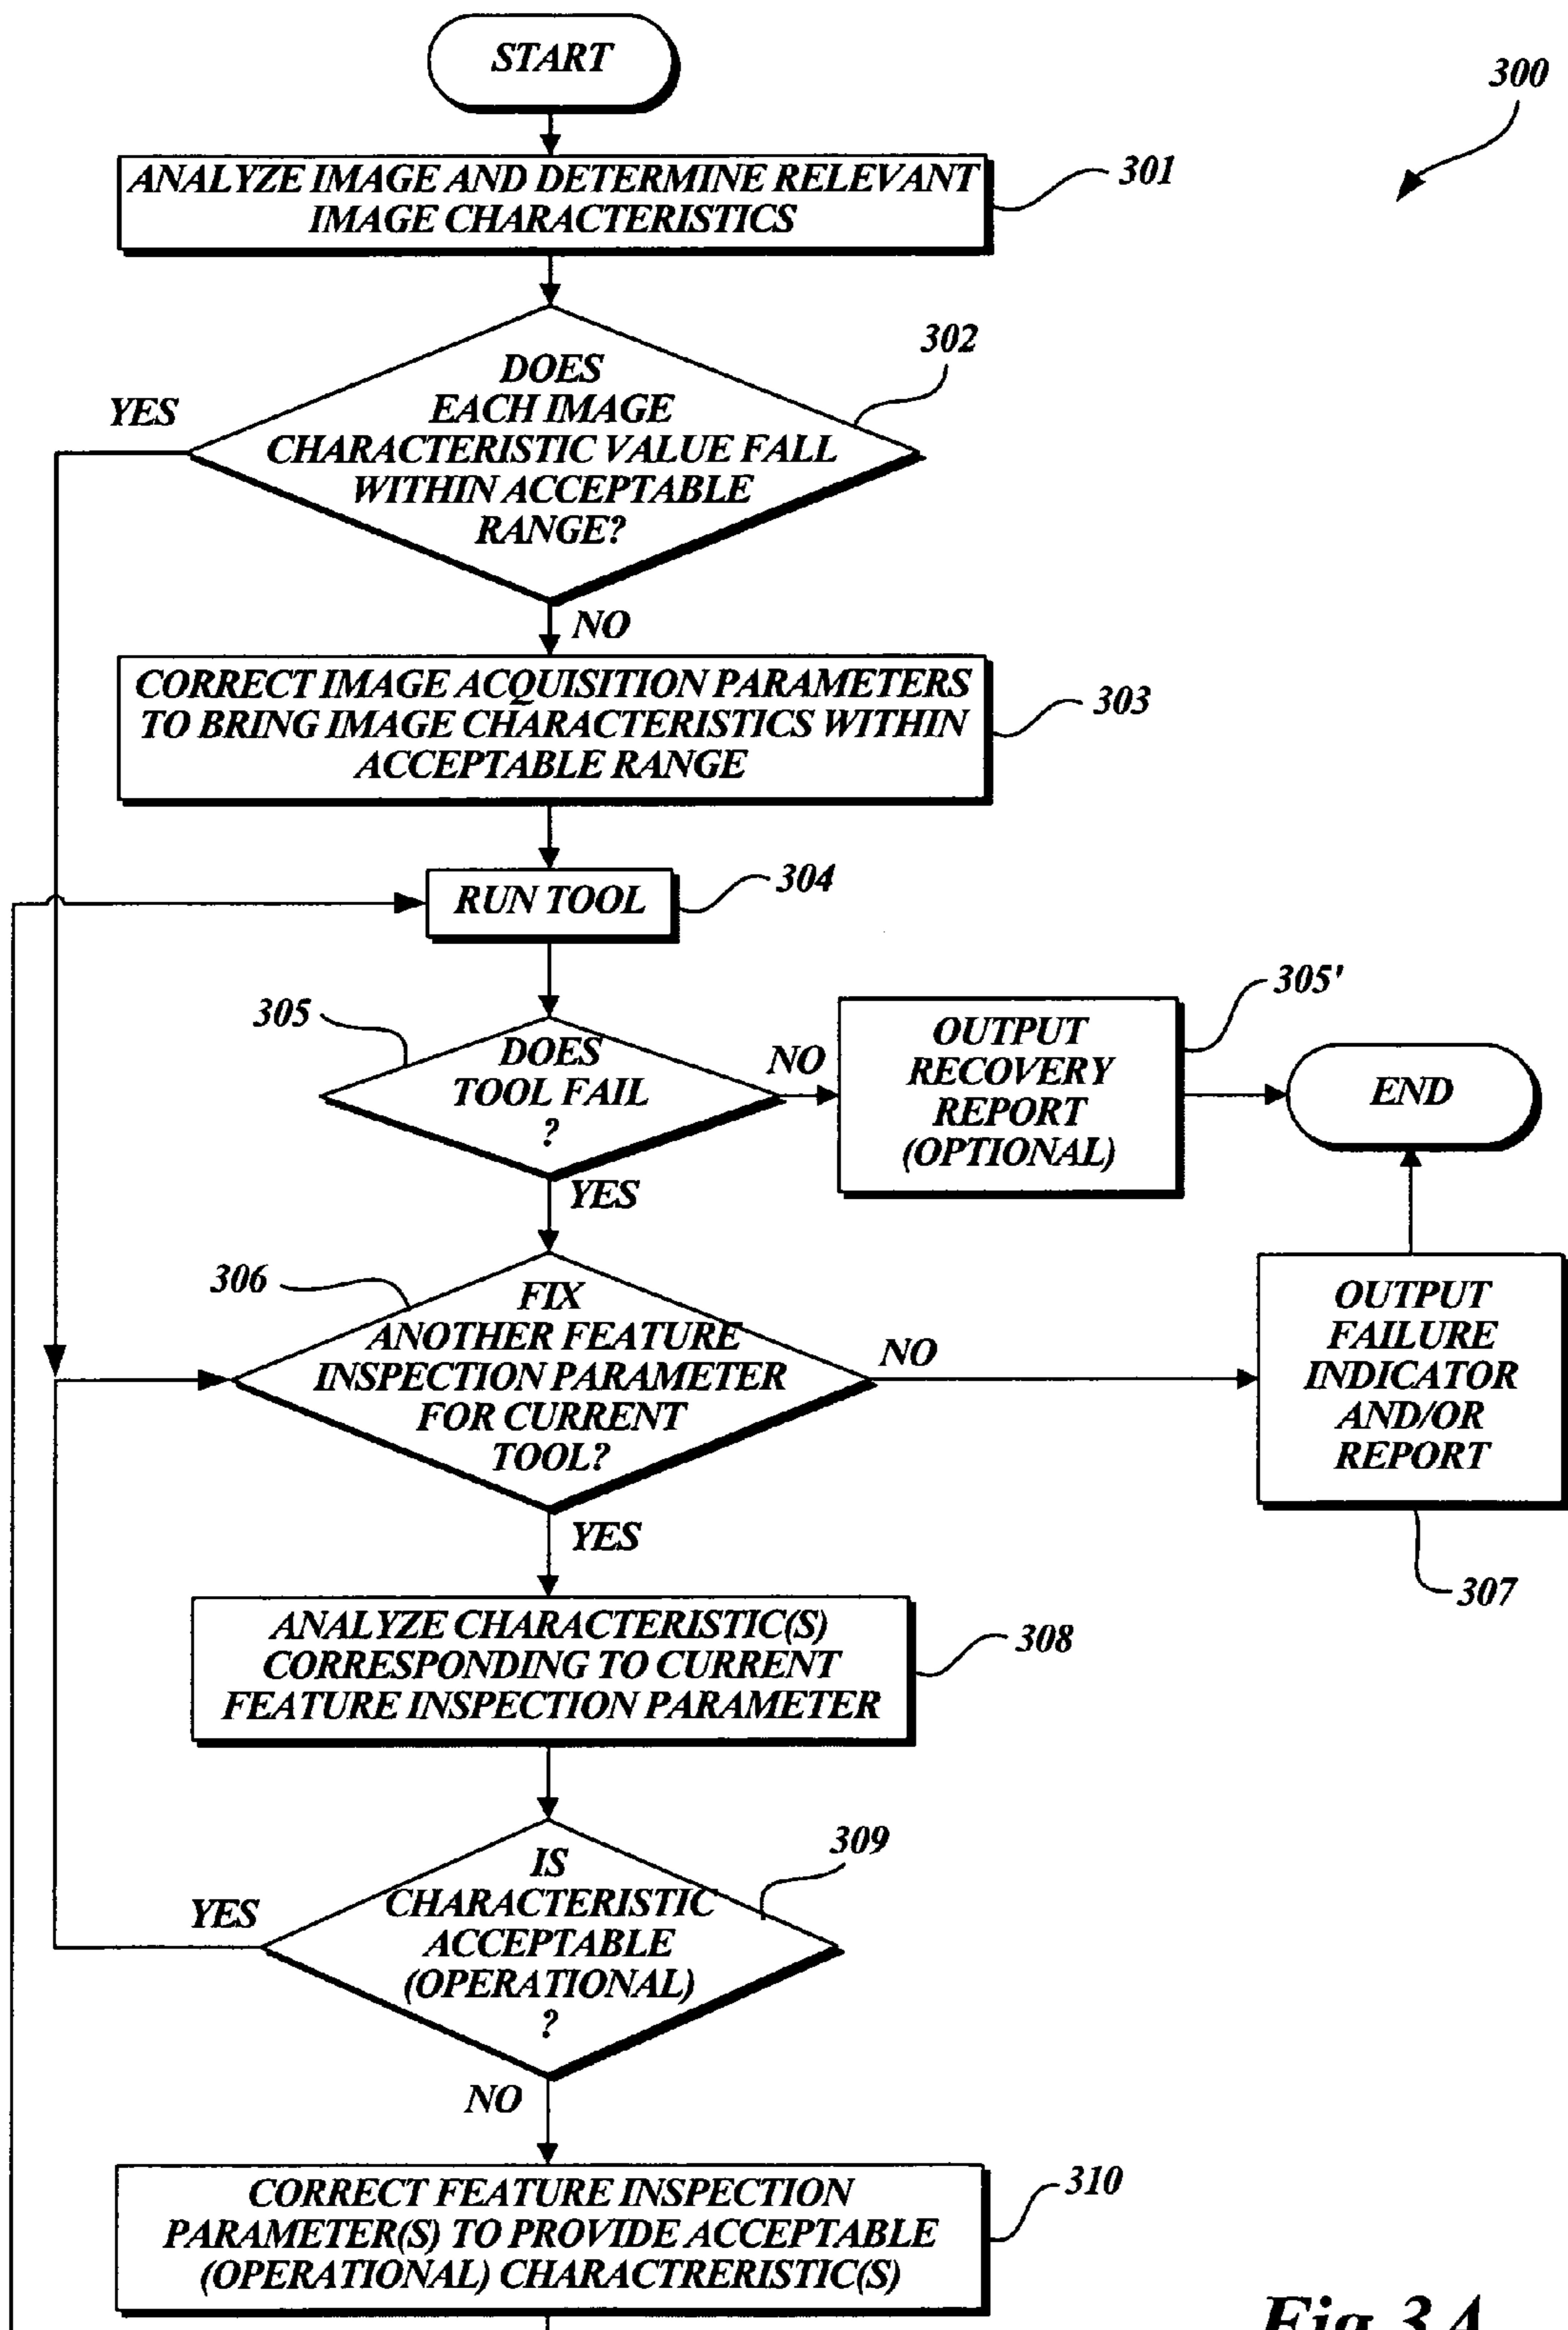 START
300
ANALYZE IMAGE AND DETERMINE RELEVANT
IMAGE CHARACTERISTICS
301
302
DOES
EACH IMAGE
CHARACTERISTIC VALUE FALL
WITHIN ACCEPTABLE
RANGE?
YES
NO
CORRECT IMAGE ACQUISITION PARAMETERS
TO BRING IMAGE CHARACTERISTICS WITHIN
ACCEPTABLE RANGE
303
RUN TOOL
304
305
DOES
TOOL FAIL
?
NO
YES
OUTPUT
RECOVERY
REPORT
(OPTIONAL)
305'
END
306
FIX
ANOTHER FEATURE
INSPECTION PARAMETER
FOR CURRENT
TOOL?
NO
YES
OUTPUT
FAILURE
INDICATOR
AND/OR
REPORT
307
ANALYZE CHARACTERISTIC(S)
CORRESPONDING TO CURRENT
FEATURE INSPECTION PARAMETER
308
309
IS
CHARACTERISTIC
ACCEPTABLE
(OPERATIONAL)
?
YES
NO
CORRECT FEATURE INSPECTION
PARAMETER(S) TO PROVIDE ACCEPTABLE
(OPERATIONAL) CHARACTRERISTIC(S)
310
Fig.3A